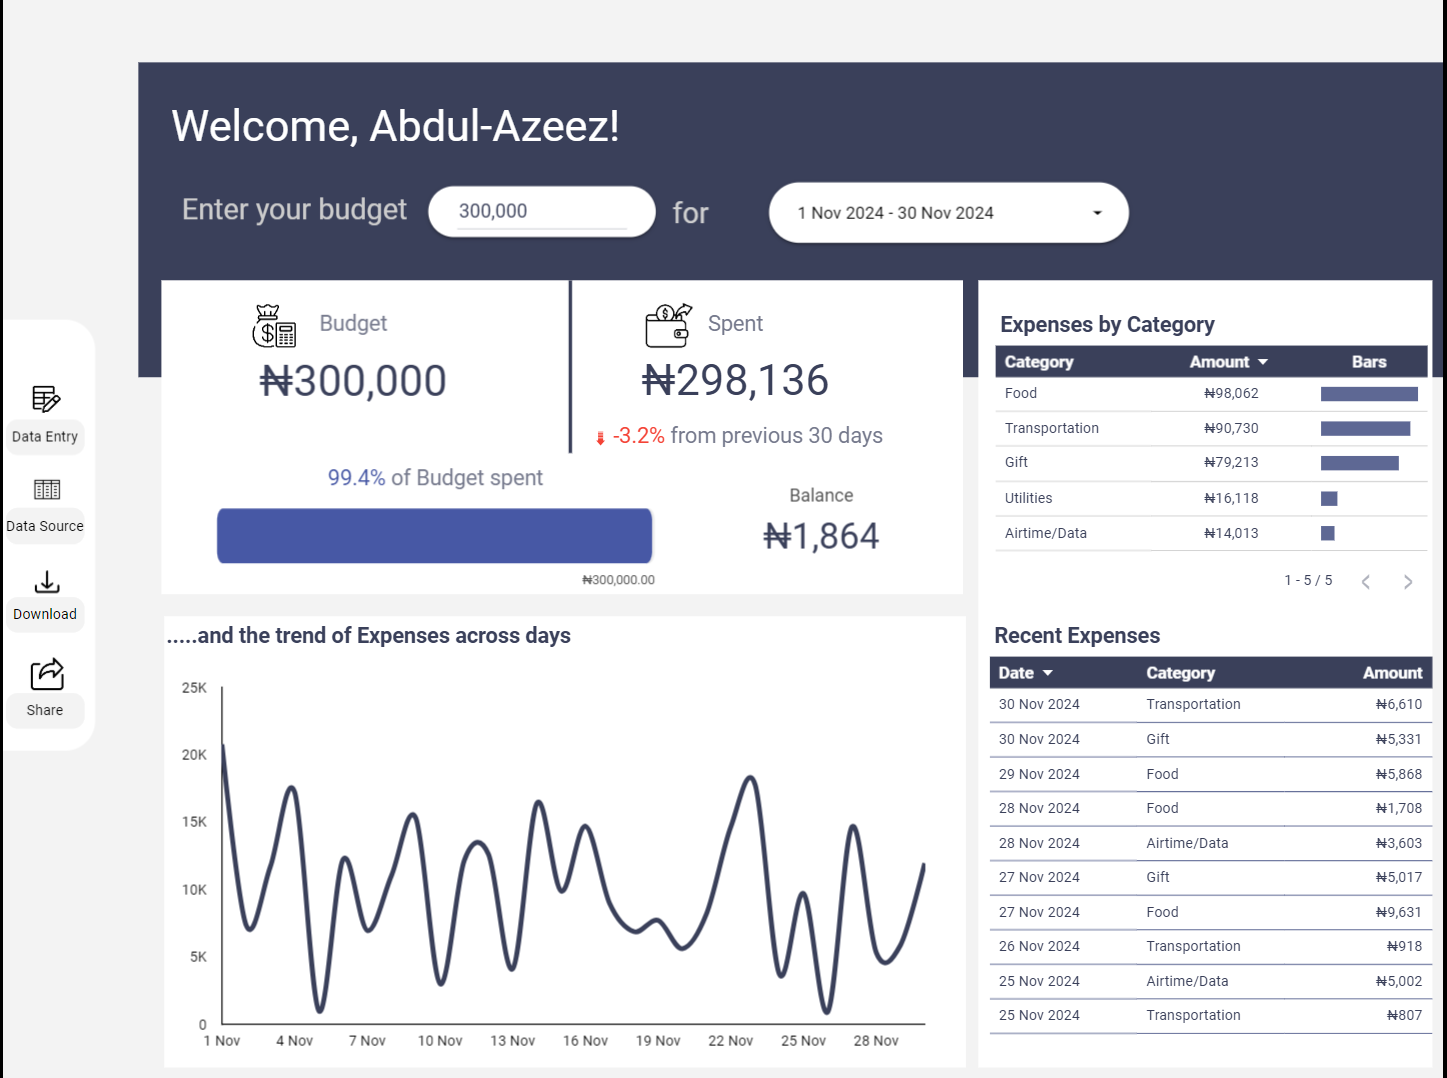 Welcome, Abdul-Azeez!
Enter your budget 300,000 for 1 Nov 2024 - 30 Nov 2024
Data Entry
Data Source
Download
Share
Budget
₦300,000
Spent
₦298,136
-3.2% from previous 30 days
99.4% of Budget spent
₦300,000.00
Balance
₦1,864
Expenses by Category
Category Amount Bars
Food ₦98,062
Transportation ₦90,730
Gift ₦79,213
Utilities ₦16,118
Airtime/Data ₦14,013
1 - 5 / 5
.....and the trend of Expenses across days
25K
20K
15K
10K
5K
0
1 Nov 4 Nov 7 Nov 10 Nov 13 Nov 16 Nov 19 Nov 22 Nov 25 Nov 28 Nov
Recent Expenses
Date Category Amount
30 Nov 2024 Transportation ₦6,610
30 Nov 2024 Gift ₦5,331
29 Nov 2024 Food ₦5,868
28 Nov 2024 Food ₦1,708
28 Nov 2024 Airtime/Data ₦3,603
27 Nov 2024 Gift ₦5,017
27 Nov 2024 Food ₦9,631
26 Nov 2024 Transportation ₦918
25 Nov 2024 Airtime/Data ₦5,002
25 Nov 2024 Transportation ₦807